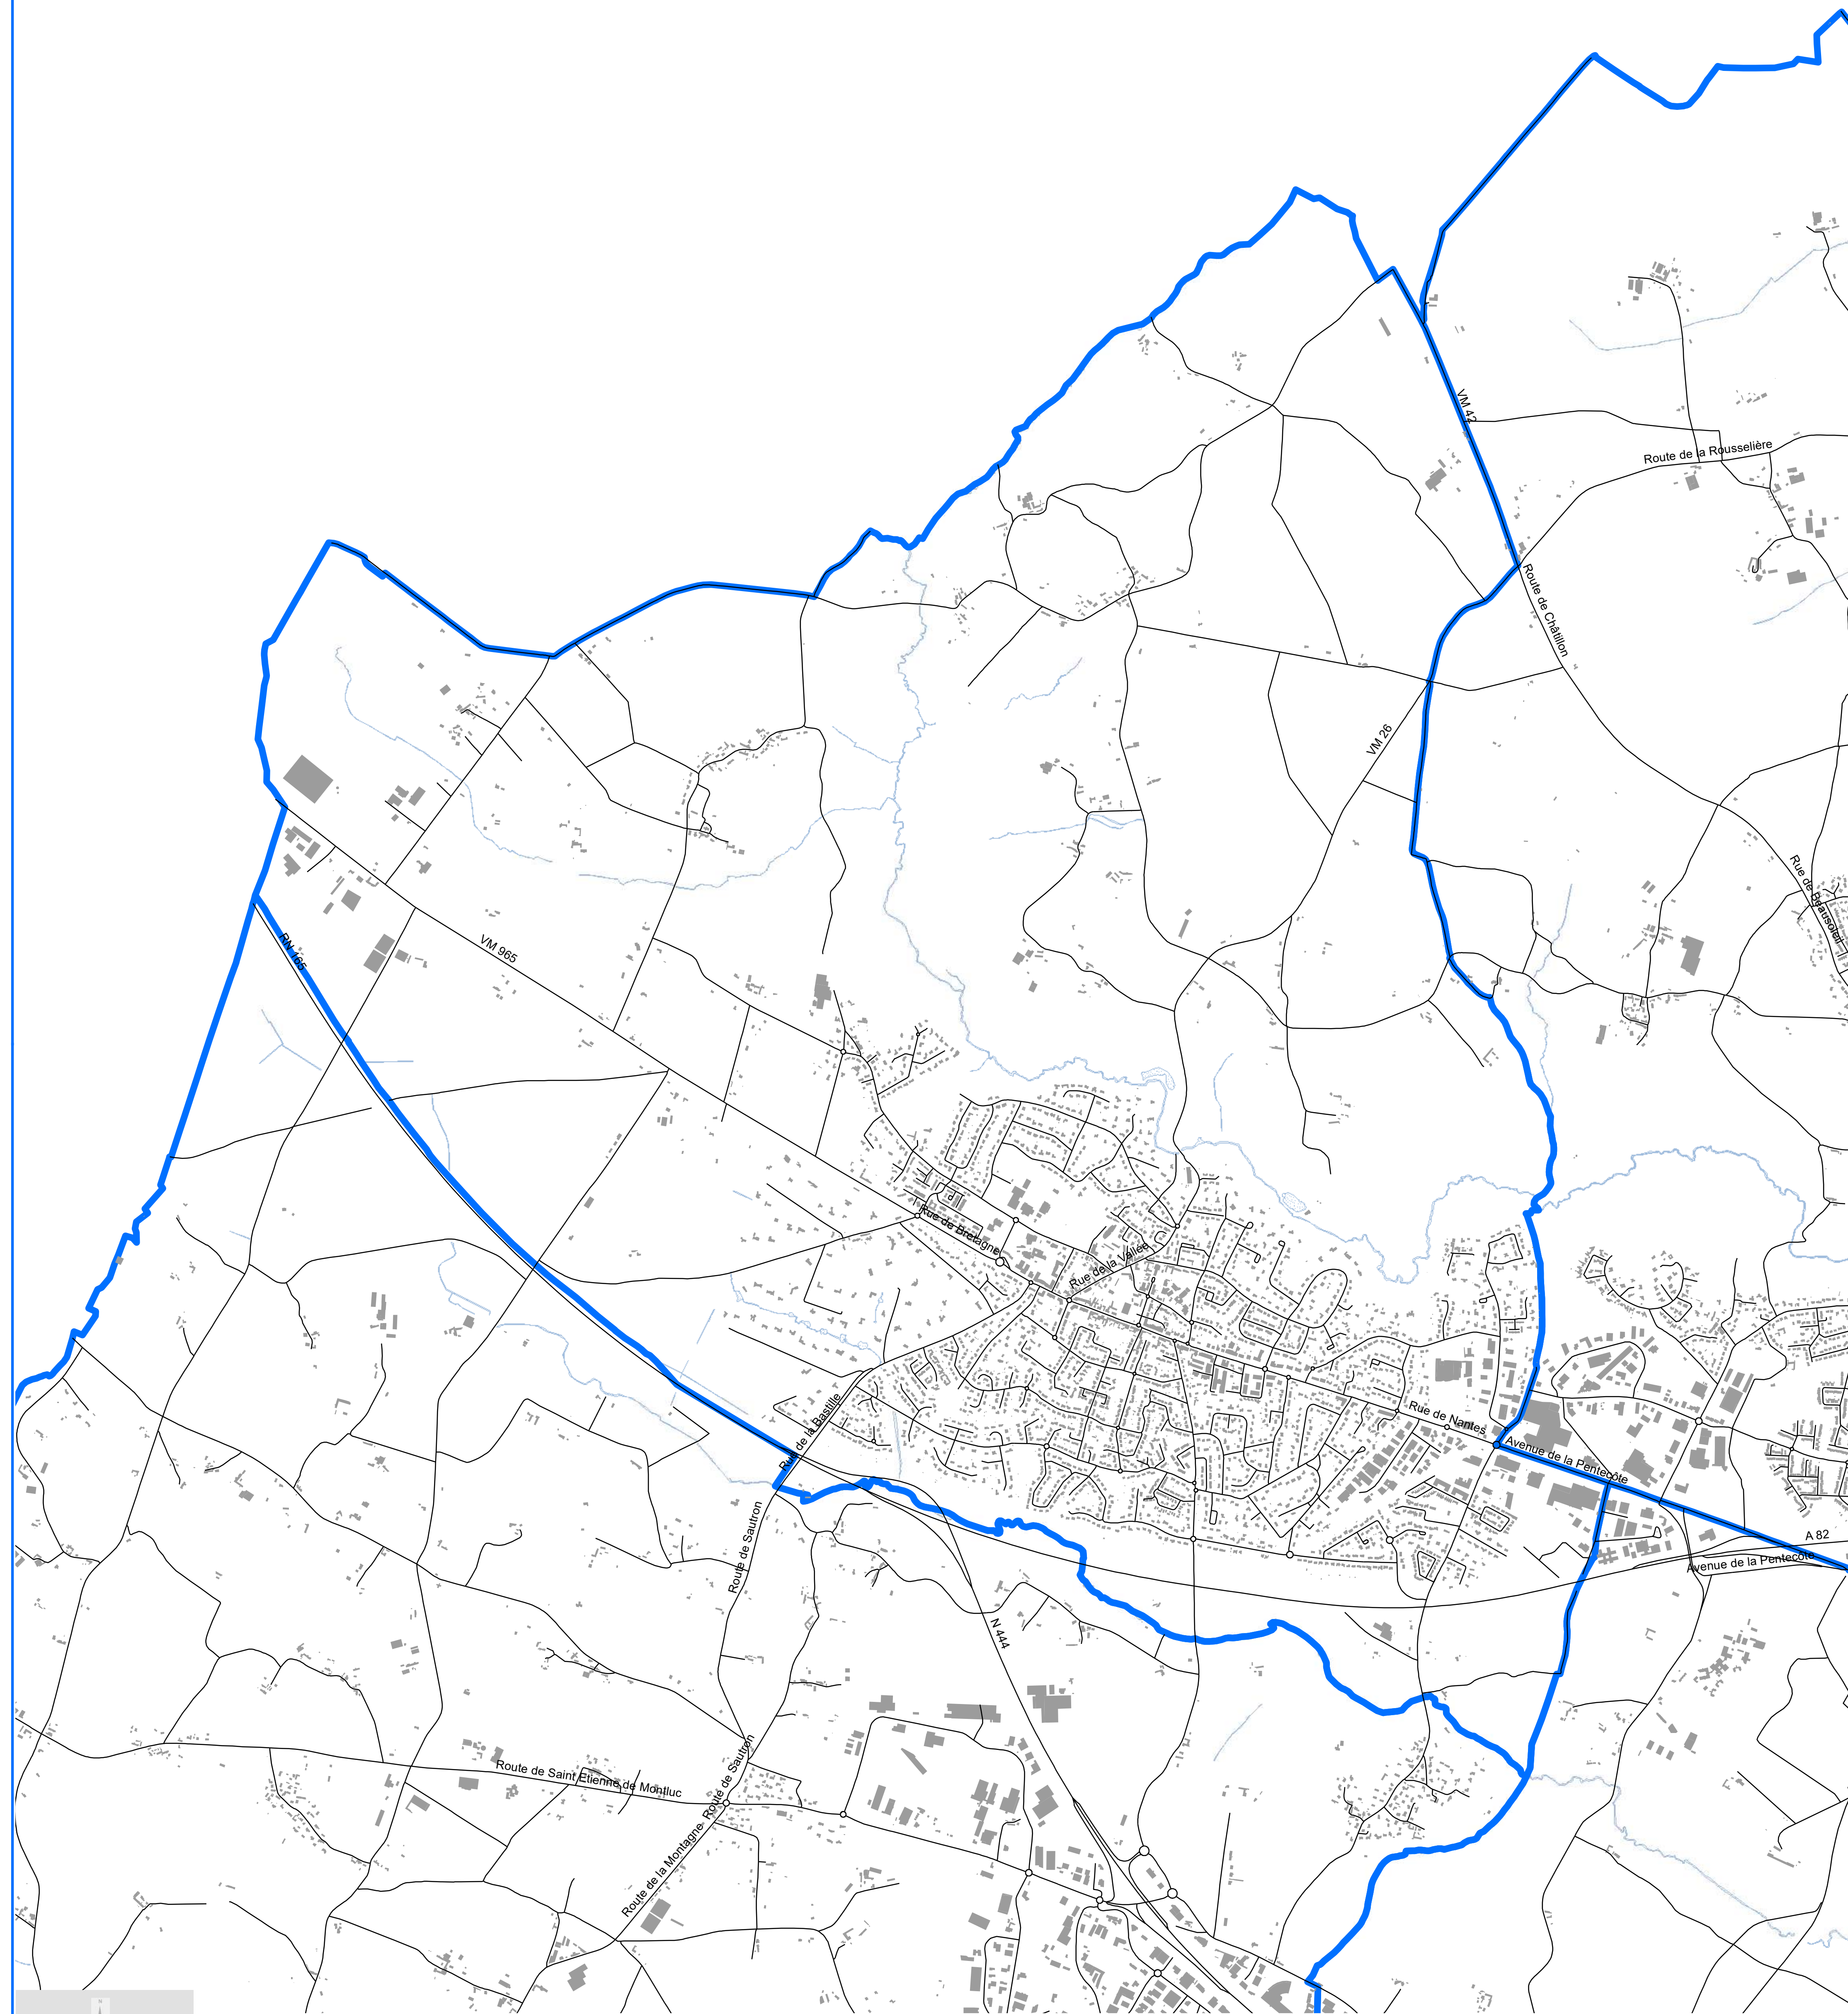 VM 42
Route de la Rousselière
Route de Châtillon
VM 26
Rue de Beausoleil
RN 165
VM 965
Rue de Bretagne
Rue de la Vallée
Rue de la Bastille
Rue de Nantes
Avenue de la Pentecôte
A 82
Avenue de la Pentecôte
Route de Sautron
N 444
Route de Sautron
Route de Saint Etienne de Montluc
Route de la Montagne
N